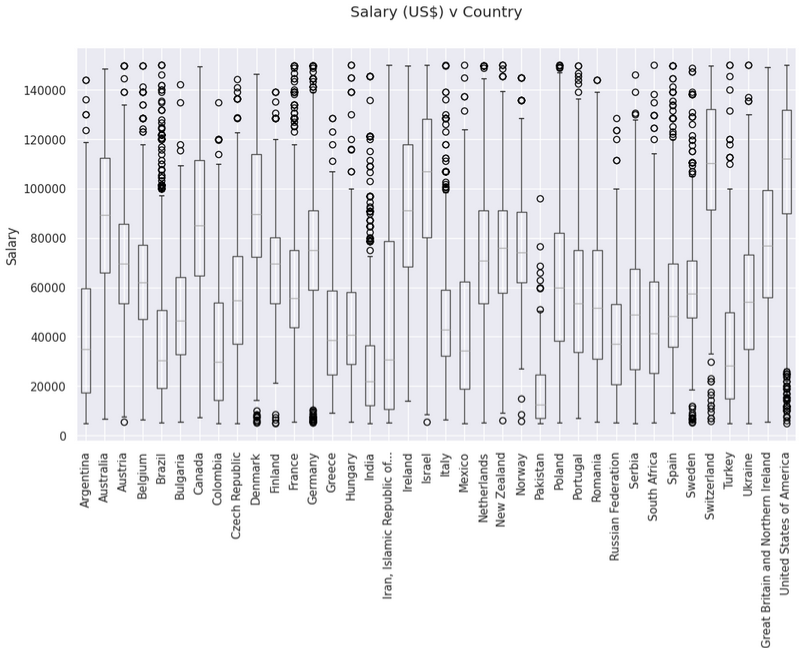 Salary (US$) v Country
Salary
140000
120000
100000
80000
60000
40000
20000
0
Argentina
Australia
Austria
Belgium
Brazil
Bulgaria
Canada
Colombia
Czech Republic
Denmark
Finland
France
Germany
Greece
Hungary
India
Iran, Islamic Republic of...
Ireland
Israel
Italy
Mexico
Netherlands
New Zealand
Norway
Pakistan
Poland
Portugal
Romania
Russian Federation
Serbia
South Africa
Spain
Sweden
Switzerland
Turkey
Ukraine
Great Britain and Northern Ireland
United States of America